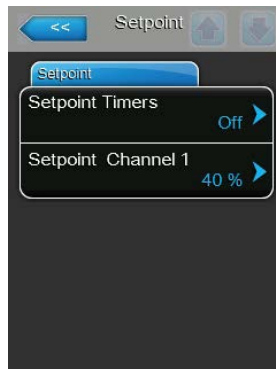 << Setpoint
Setpoint
Setpoint Timers
Off
Setpoint Channel 1
40 %